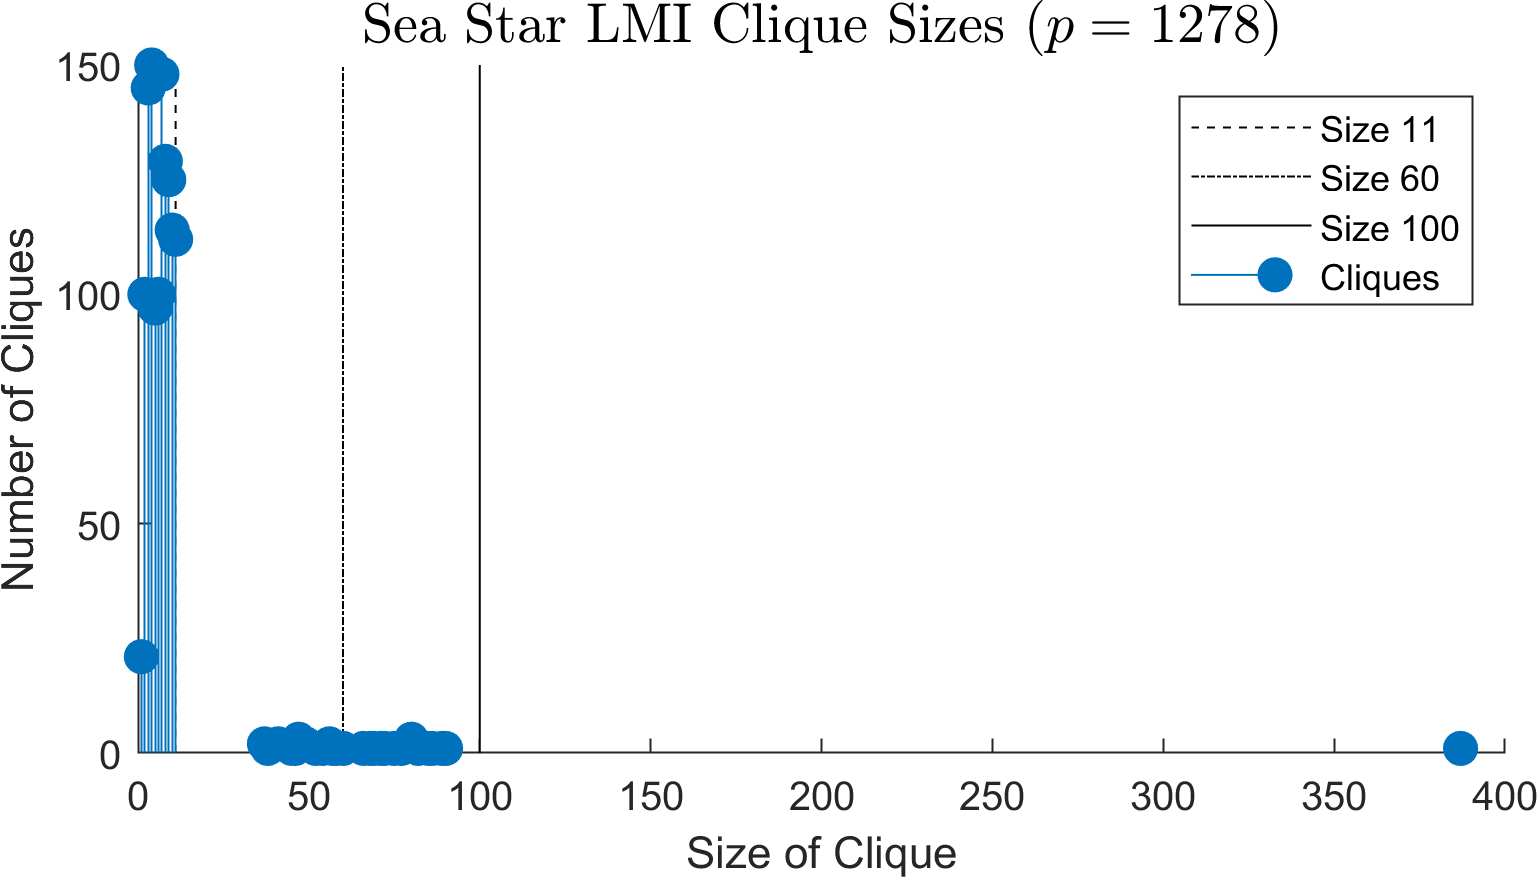 Sea Star LMI Clique Sizes (p = 1278)
150
100
50
0
Number of Cliques
0 50 100 150 200 250 300 350 400
Size of Clique
Size 11
Size 60
Size 100
Cliques